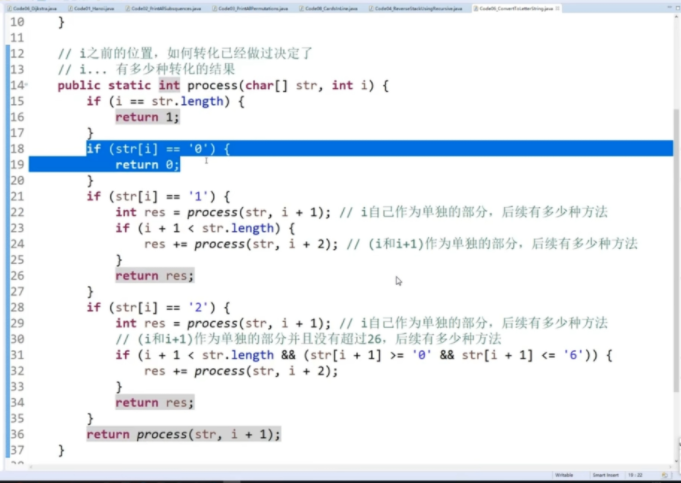 Code01_Hanoi.java Code02_PrintAllSubsquences.java Code03_PrintAllPermutations.java Code06_ConvertToLetterString.java
10 }
11
12 // i之前的位置，如何转化已经做过决定了
13 // i... 有多少种转化的结果
14 public static int process(char[] str, int i) {
15 if (i == str.length) {
16 return 1;
17 }
18 if (str[i] == '0') {
19 return 0;
20 }
21 if (str[i] == '1') {
22 int res = process(str, i + 1); // i自己作为单独的部分，后续有多少种方法
23 if (i + 1 < str.length) {
24 res += process(str, i + 2); // (i和i+1)作为单独的部分，后续有多少种方法
25 }
26 return res;
27 }
28 if (str[i] == '2') {
29 int res = process(str, i + 1); // i自己作为单独的部分，后续有多少种方法
30 // (i和i+1)作为单独的部分并且没有超过26，后续有多少种方法
31 if (i + 1 < str.length && (str[i + 1] >= '0' && str[i + 1] <= '6')) {
32 res += process(str, i + 2);
33 }
34 return res;
35 }
36 return process(str, i + 1);
37 }
Writable Smart Insert